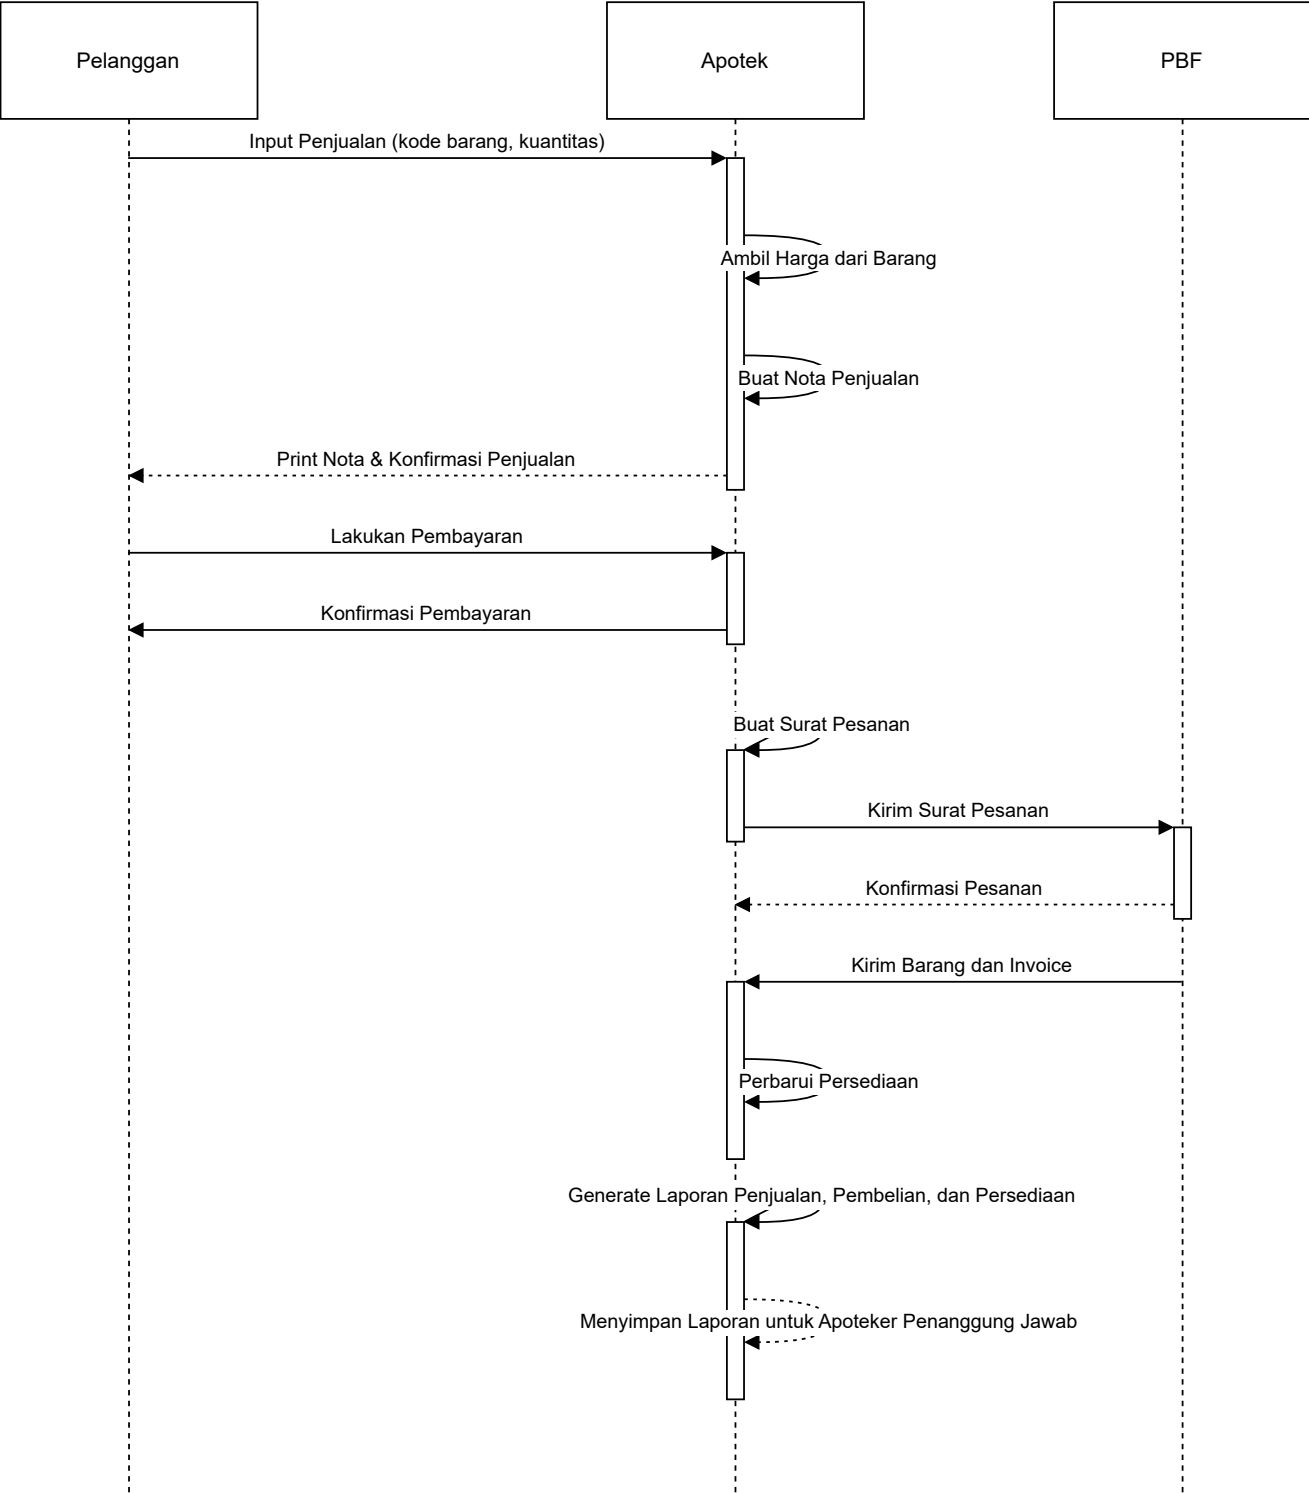 Pelanggan
Apotek
PBF
Input Penjualan (kode barang, kuantitas)
Ambil Harga dari Barang
Buat Nota Penjualan
Print Nota & Konfirmasi Penjualan
Lakukan Pembayaran
Konfirmasi Pembayaran
Buat Surat Pesanan
Kirim Surat Pesanan
Konfirmasi Pesanan
Kirim Barang dan Invoice
Perbarui Persediaan
Generate Laporan Penjualan, Pembelian, dan Persediaan
Menyimpan Laporan untuk Apoteker Penanggung Jawab